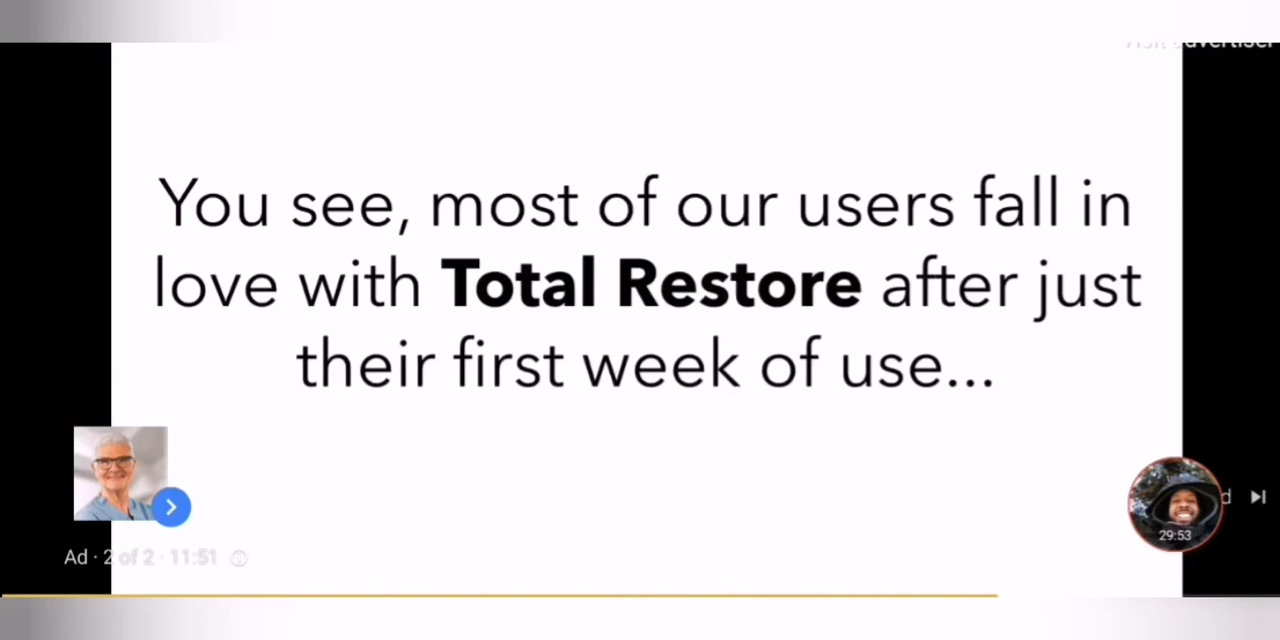 You see, most of our users fall in
love with Total Restore after just
their first week of use...
29:53
Ad · 2 of 2 · 11:51